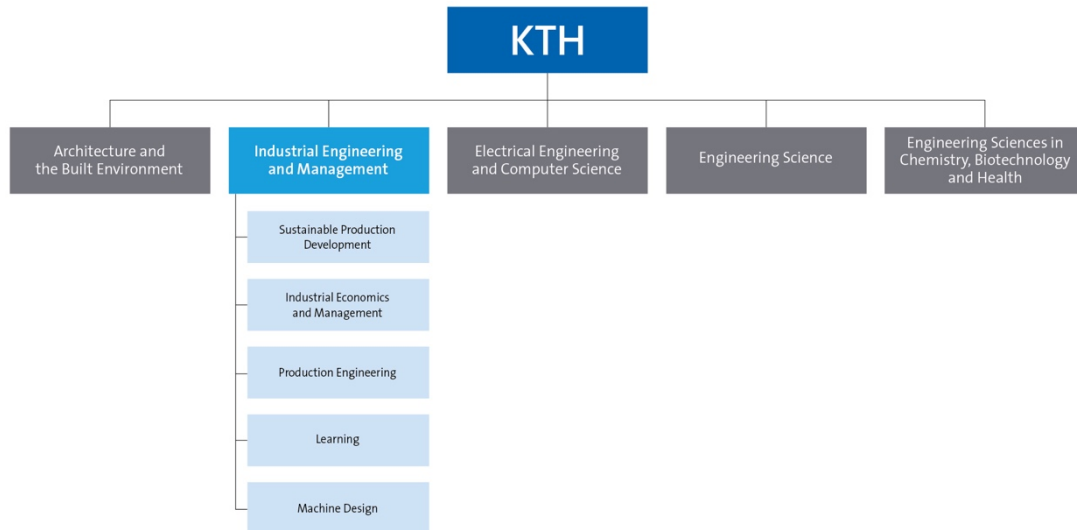 KTH
Architecture and
the Built Environment
Industrial Engineering
and Management
Electrical Engineering
and Computer Science
Engineering Science
Engineering Sciences in
Chemistry, Biotechnology
and Health
Sustainable Production
Development
Industrial Economics
and Management
Production Engineering
Learning
Machine Design